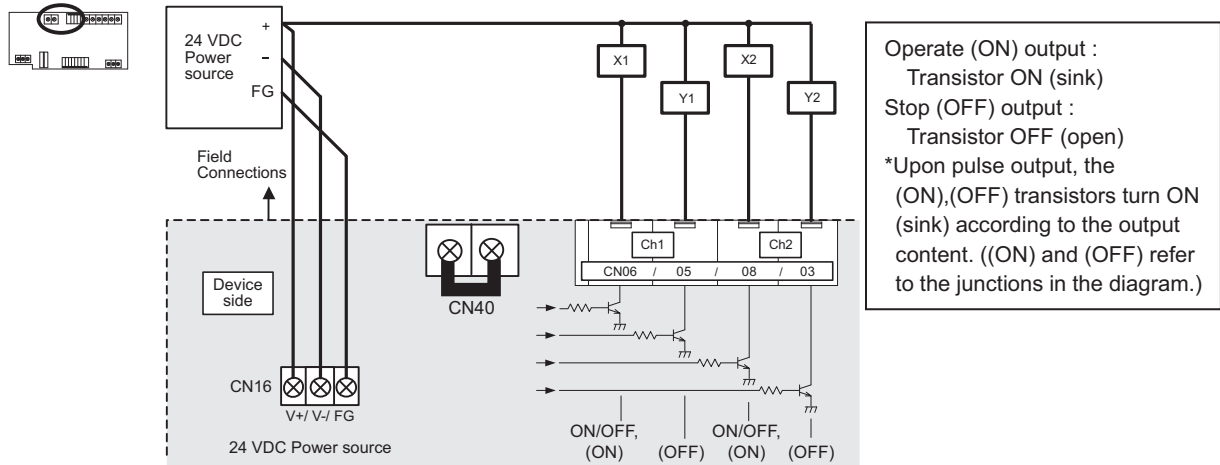 24 VDC
Power
source
+
−
FG
X1
X2
Y1
Y2
Field
Connections
Device
side
CN40
Ch1
Ch2
CN06 / 05 / 08 / 03
CN16
V+/ V-/ FG
24 VDC Power source
ON/OFF,
(ON)
(OFF)
ON/OFF,
(ON)
(OFF)
Operate (ON) output :
Transistor ON (sink)
Stop (OFF) output :
Transistor OFF (open)
*Upon pulse output, the
(ON),(OFF) transistors turn ON
(sink) according to the output
content. ((ON) and (OFF) refer
to the junctions in the diagram.)